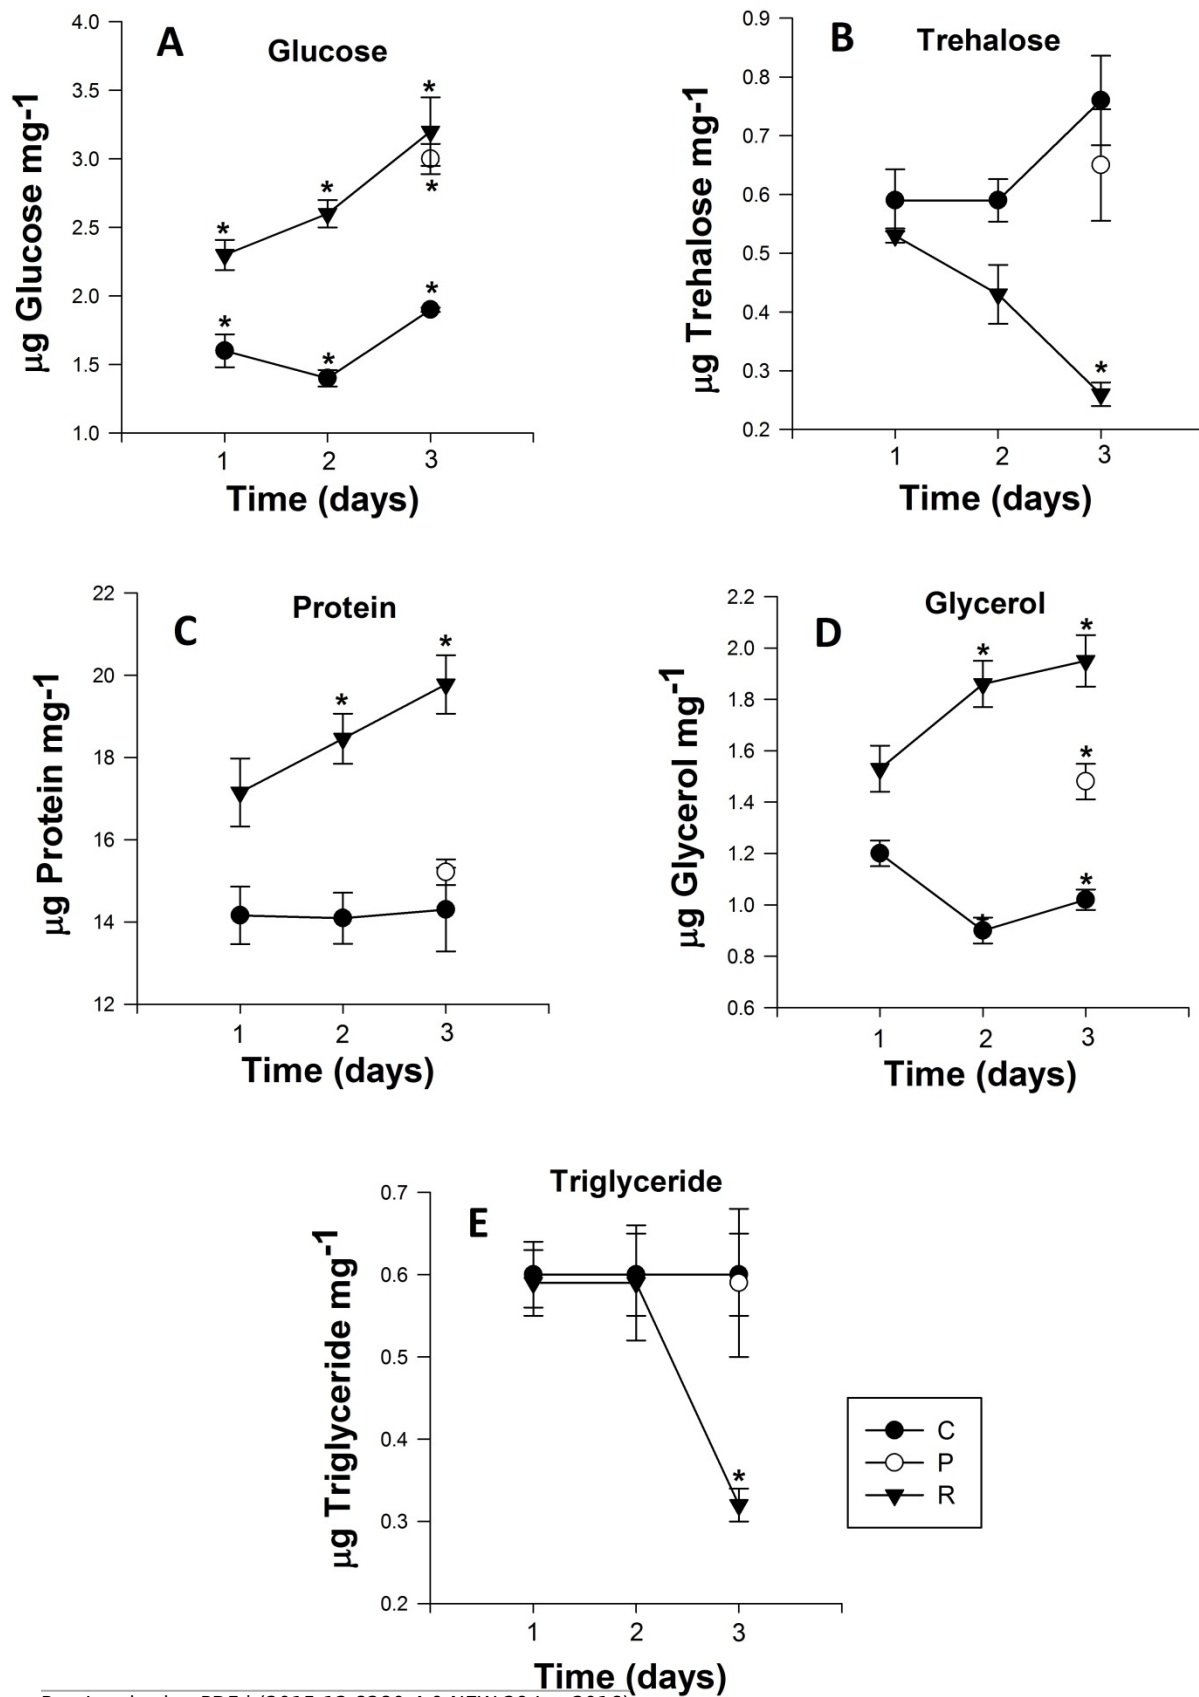 A
Glucose
µg Glucose mg-1
4.0
3.5
3.0
2.5
2.0
1.5
1.0
* * *
*
* * *
1 2 3
Time (days)
B
Trehalose
µg Trehalose mg-1
0.9
0.8
0.7
0.6
0.5
0.4
0.3
0.2
*
1 2 3
Time (days)
C
Protein
µg Protein mg-1
22
20
18
16
14
12
* *
1 2 3
Time (days)
D
Glycerol
µg Glycerol mg-1
2.2
2.0
1.8
1.6
1.4
1.2
1.0
0.8
0.6
* *
*
* *
1 2 3
Time (days)
E
Triglyceride
µg Triglyceride mg-1
0.7
0.6
0.5
0.4
0.3
0.2
*
1 2 3
Time (days)
C
P
R